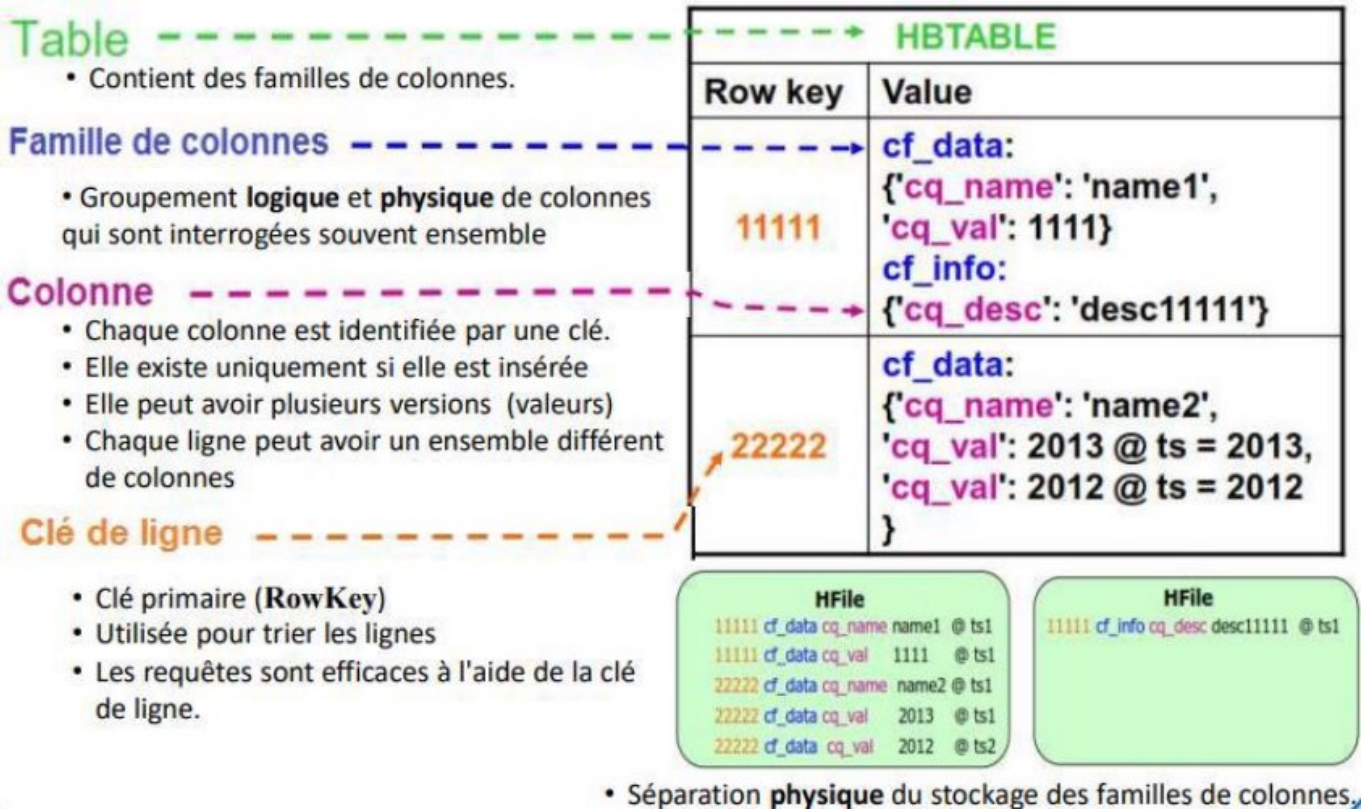 Table
• Contient des familles de colonnes.
Famille de colonnes
• Groupement logique et physique de colonnes
qui sont interrogées souvent ensemble
Colonne
• Chaque colonne est identifiée par une clé.
• Elle existe uniquement si elle est insérée
• Elle peut avoir plusieurs versions (valeurs)
• Chaque ligne peut avoir un ensemble différent
de colonnes
Clé de ligne
• Clé primaire (RowKey)
• Utilisée pour trier les lignes
• Les requêtes sont efficaces à l'aide de la clé
de ligne.
HBTABLE
Row key Value
11111
cf_data:
{'cq_name': 'name1',
'cq_val': 1111}
cf_info:
{'cq_desc': 'desc11111'}
22222
cf_data:
{'cq_name': 'name2',
'cq_val': 2013 @ ts = 2013,
'cq_val': 2012 @ ts = 2012
}
HFile
11111 cf_data cq_name name1 @ ts1
11111 cf_data cq_val 1111 @ ts1
22222 cf_data cq_name name2 @ ts1
22222 cf_data cq_val 2013 @ ts1
22222 cf_data cq_val 2012 @ ts2
HFile
11111 cf_info cq_desc desc11111 @ ts1
• Séparation physique du stockage des familles de colonnes.